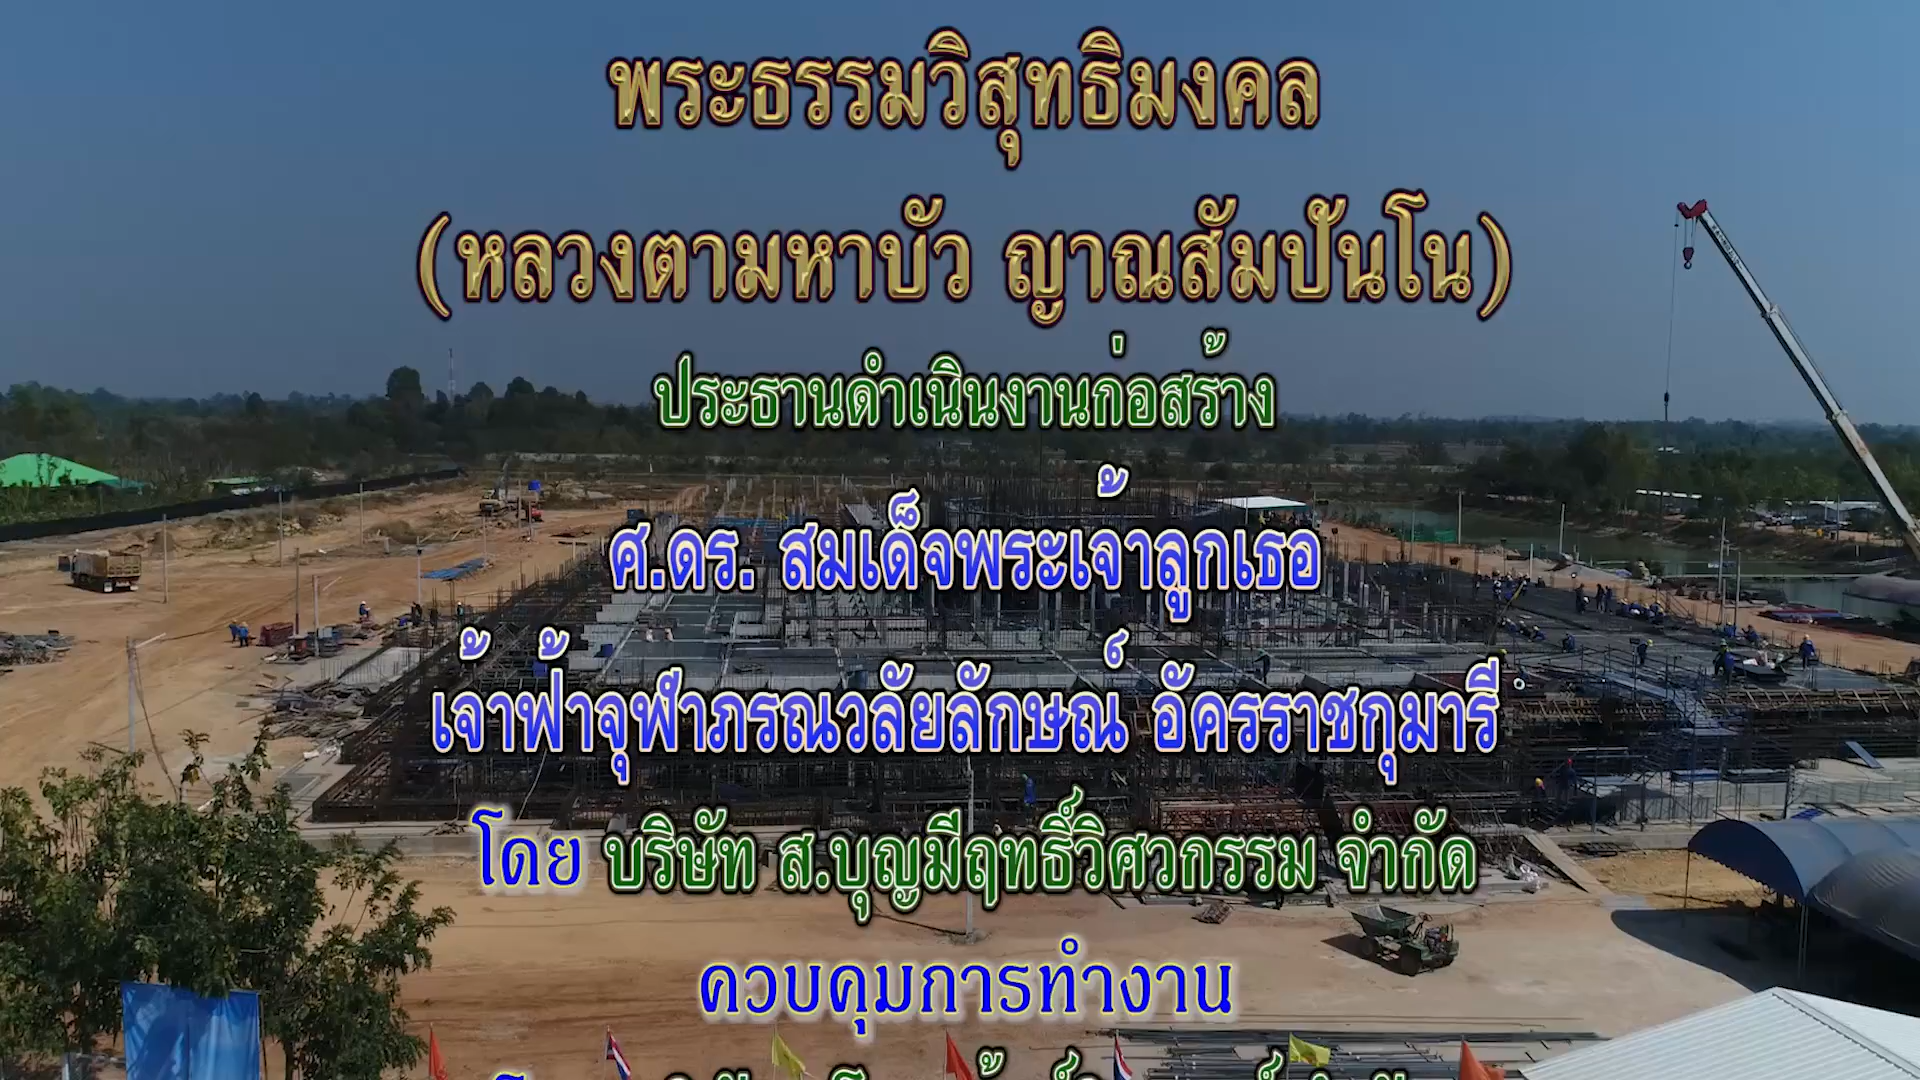 พระธรรมวิสุทธิมงคล
(หลวงตามหาบัว ญาณสัมปันโน)
ประธานดำเนินงานก่อสร้าง
ศ.ดร. สมเด็จพระเจ้าลูกเธอ
เจ้าฟ้าจุฬาภรณวลัยลักษณ์ อัครราชกุมารี
โดย บริษัท ส.บุญมีฤทธิ์วิศวกรรม จำกัด
ควบคุมการทำงาน